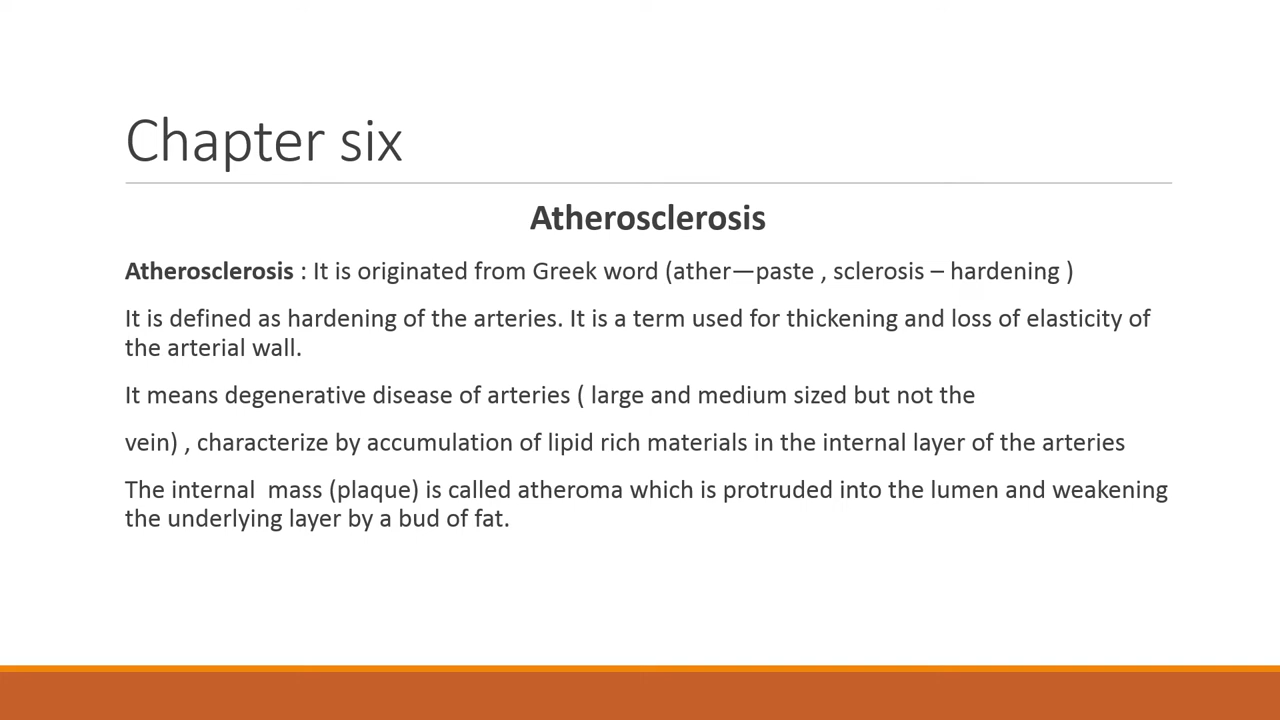 Chapter six
Atherosclerosis
Atherosclerosis : It is originated from Greek word (ather—paste , sclerosis – hardening )
It is defined as hardening of the arteries. It is a term used for thickening and loss of elasticity of
the arterial wall.
It means degenerative disease of arteries ( large and medium sized but not the
vein) , characterize by accumulation of lipid rich materials in the internal layer of the arteries
The internal  mass (plaque) is called atheroma which is protruded into the lumen and weakening
the underlying layer by a bud of fat.